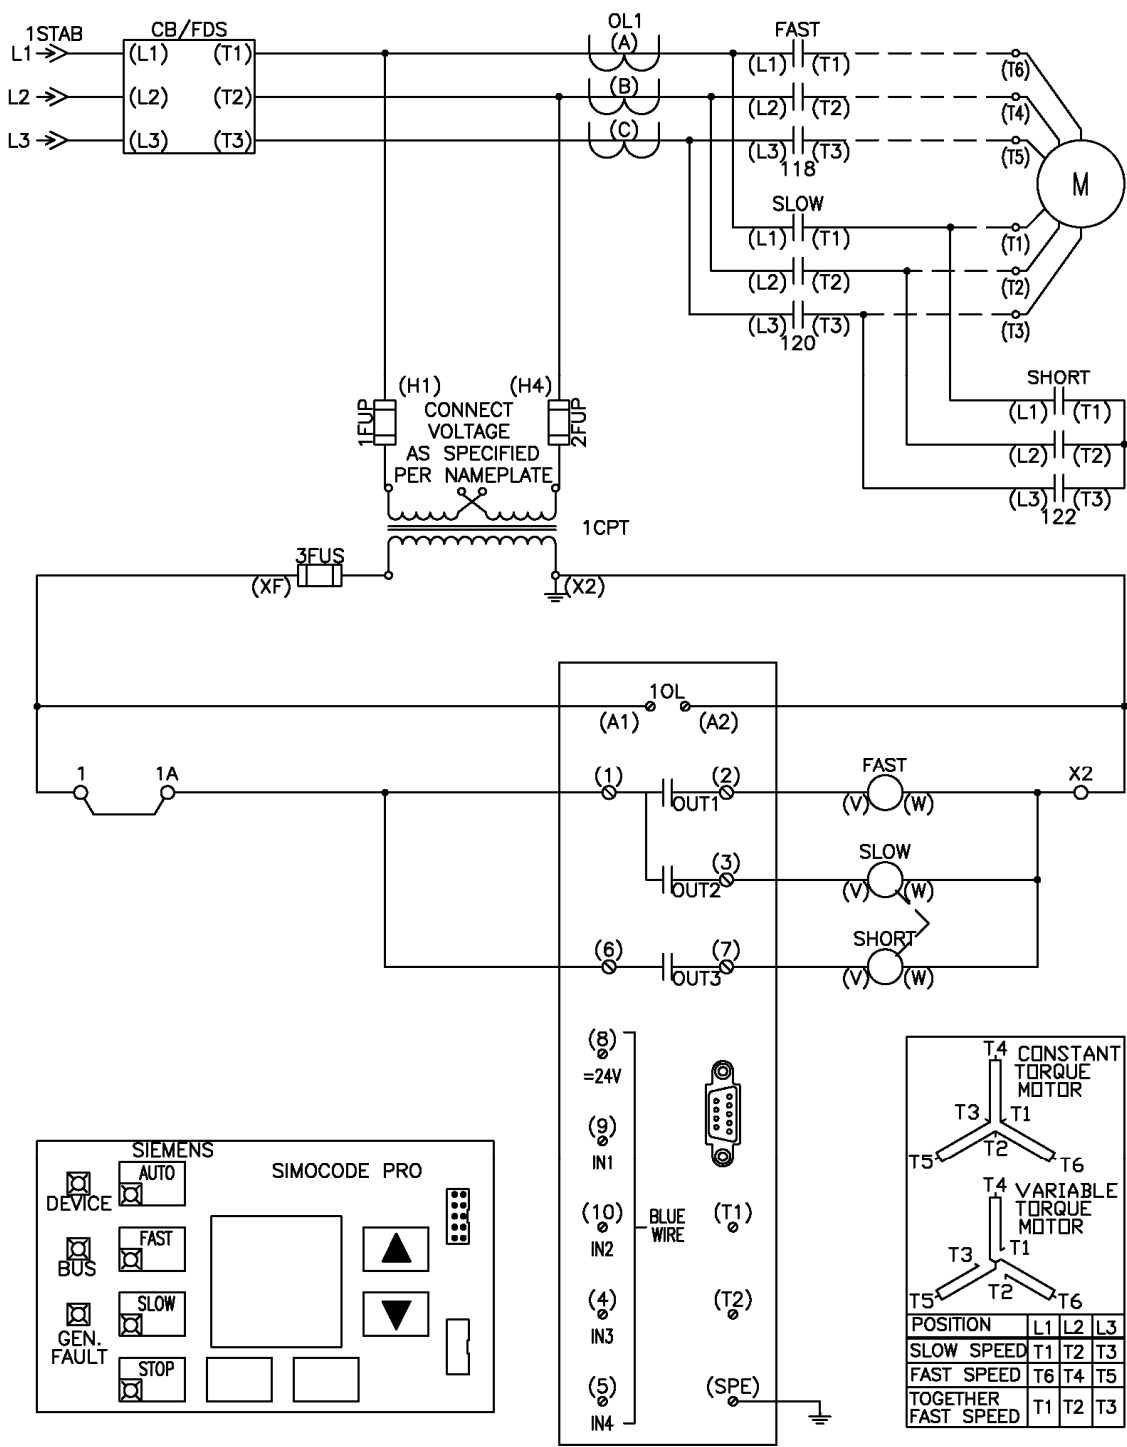 1STAB
CB/FDS
OL1
FAST
L1 (L1) (T1) (A) (L1) (T1) (T6)
L2 (L2) (T2) (B) (L2) (T2) (T4)
L3 (L3) (T3) (C) (L3) (T3) (T5)
118
M
SLOW
(L1) (T1) (T1)
(L2) (T2) (T2)
(L3) (T3) (T3)
120
SHORT
(L1) (T1)
(L2) (T2)
(L3) (T3)
122
(H1) (H4)
1FUP
2FUP
CONNECT
VOLTAGE
AS SPECIFIED
PER NAMEPLATE
1CPT
3FUS
(XF) (X2)
1OL
(A1) (A2)
1 1A (1) (2) FAST X2
OUT1 (V) (W)
(3) SLOW
OUT2 (V) (W)
(6) (7) SHORT
OUT3 (V) (W)
(8)
=24V
(9)
IN1
(10)
IN2
(4)
IN3
(5)
IN4
BLUE
WIRE
(T1)
(T2)
(SPE)
SIEMENS
SIMOCODE PRO
DEVICE
BUS
GEN.
FAULT
AUTO
FAST
SLOW
STOP
T4 CONSTANT
TORQUE
MOTOR
T3 T1
T2
T5 T6
T4 VARIABLE
TORQUE
MOTOR
T3 T1
T2
T5 T6
POSITION L1 L2 L3
SLOW SPEED T1 T2 T3
FAST SPEED T6 T4 T5
TOGETHER
FAST SPEED T1 T2 T3